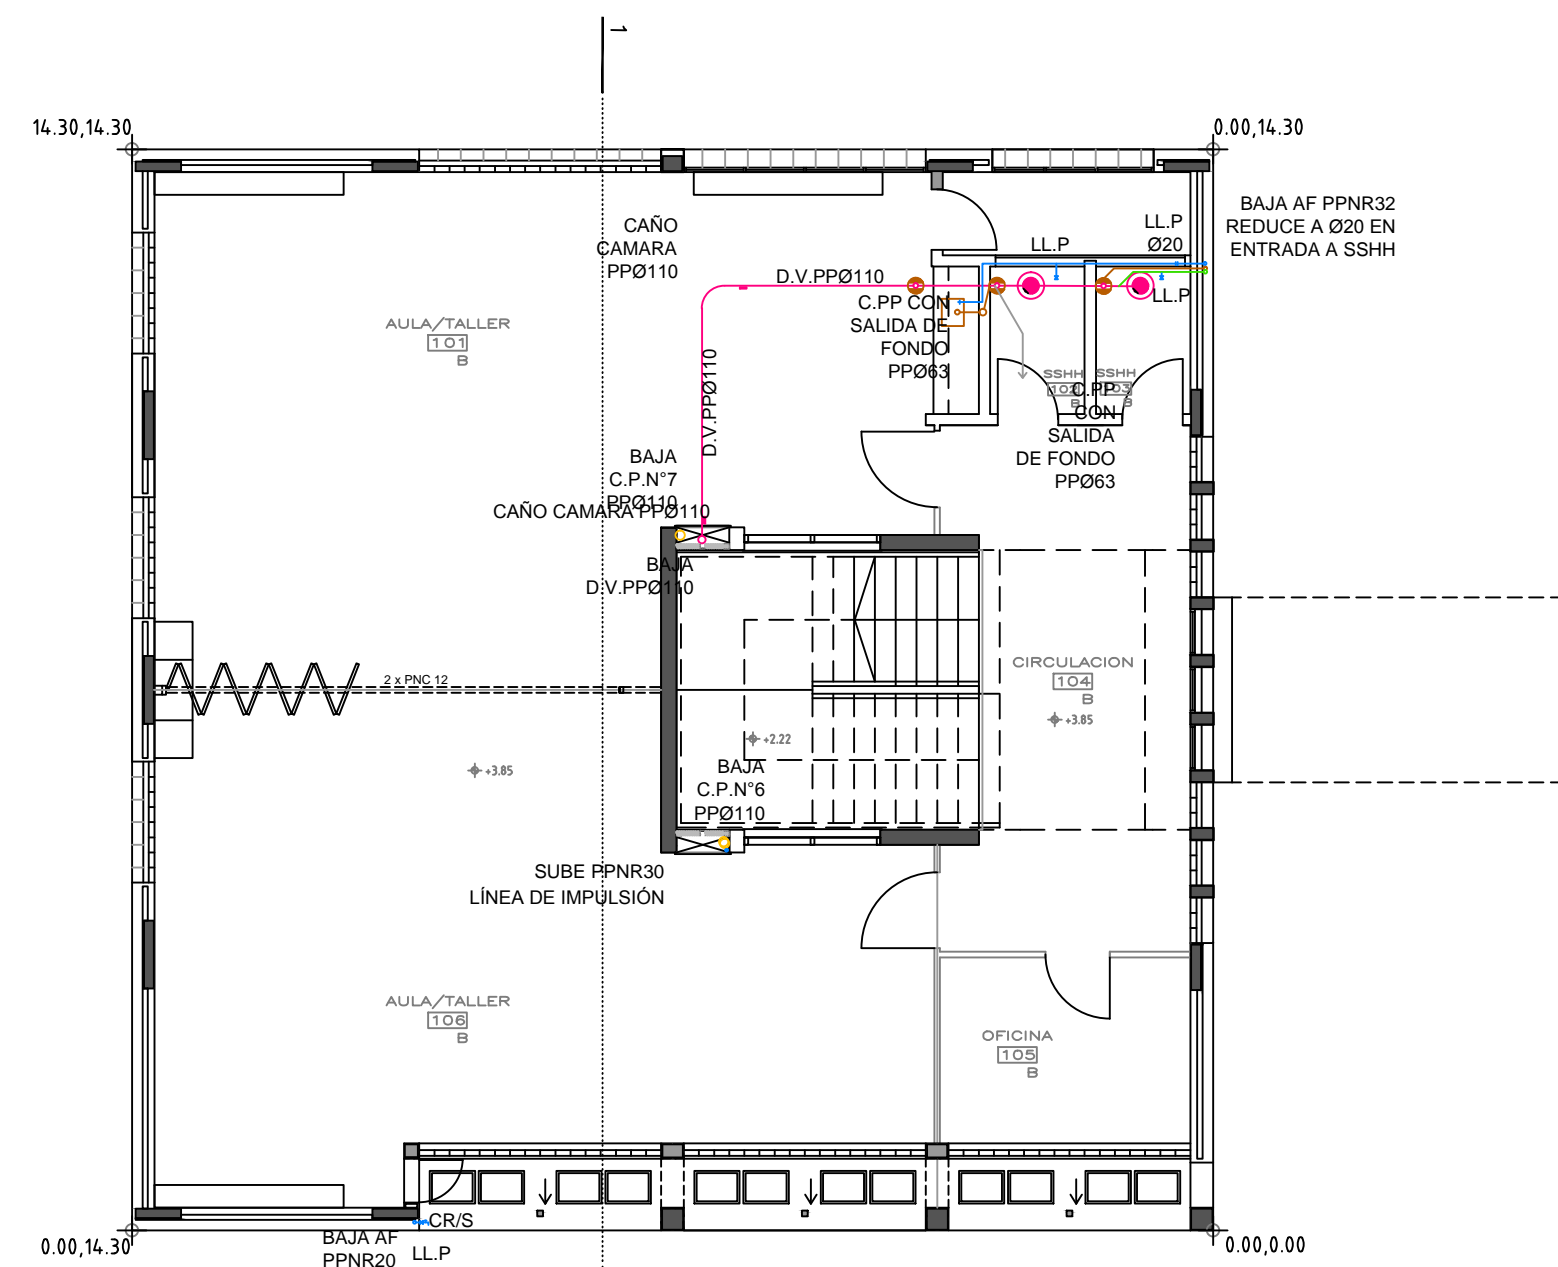 1
14.30,14.30
0.00,14.30
BAJA AF PPNR32
REDUCE A Ø20 EN
ENTRADA A SSHH
CAÑO
CAMARA
PPØ110
LL.P
Ø20
LL.P
D.V.PPØ110
LL.P
C.PP CON
SALIDA DE
FONDO
PPØ63
AULA/TALLER
101
B
D.V.PPØ110
SSHH
102
B
SSHH
103
B
C.PP
CON
SALIDA
DE FONDO
PPØ63
BAJA
C.P.N°7
PPØ110
CAÑO CAMARA PPØ110
BAJA
D.V.PPØ110
2 x PNC 12
CIRCULACION
104
B
+3.85
+2.22
+3.85
BAJA
C.P.N°6
PPØ110
SUBE PPNR30
LÍNEA DE IMPULSIÓN
AULA/TALLER
106
B
OFICINA
105
B
CR/S
BAJA AF
PPNR20
LL.P
0.00,14.30
0.00,0.00